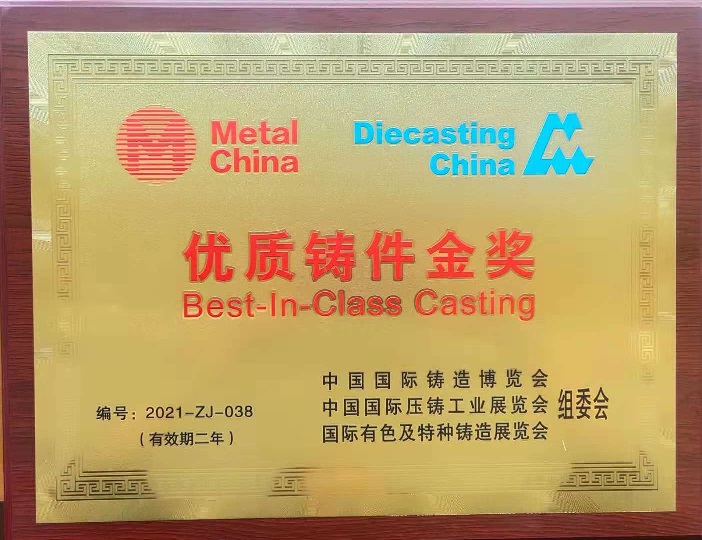 Metal
China
Diecasting
China
优质铸件金奖
Best-In-Class Casting
中国国际铸造博览会
中国国际压铸工业展览会
国际有色及特种铸造展览会
组委会
编号：2021-ZJ-038
（有效期二年）